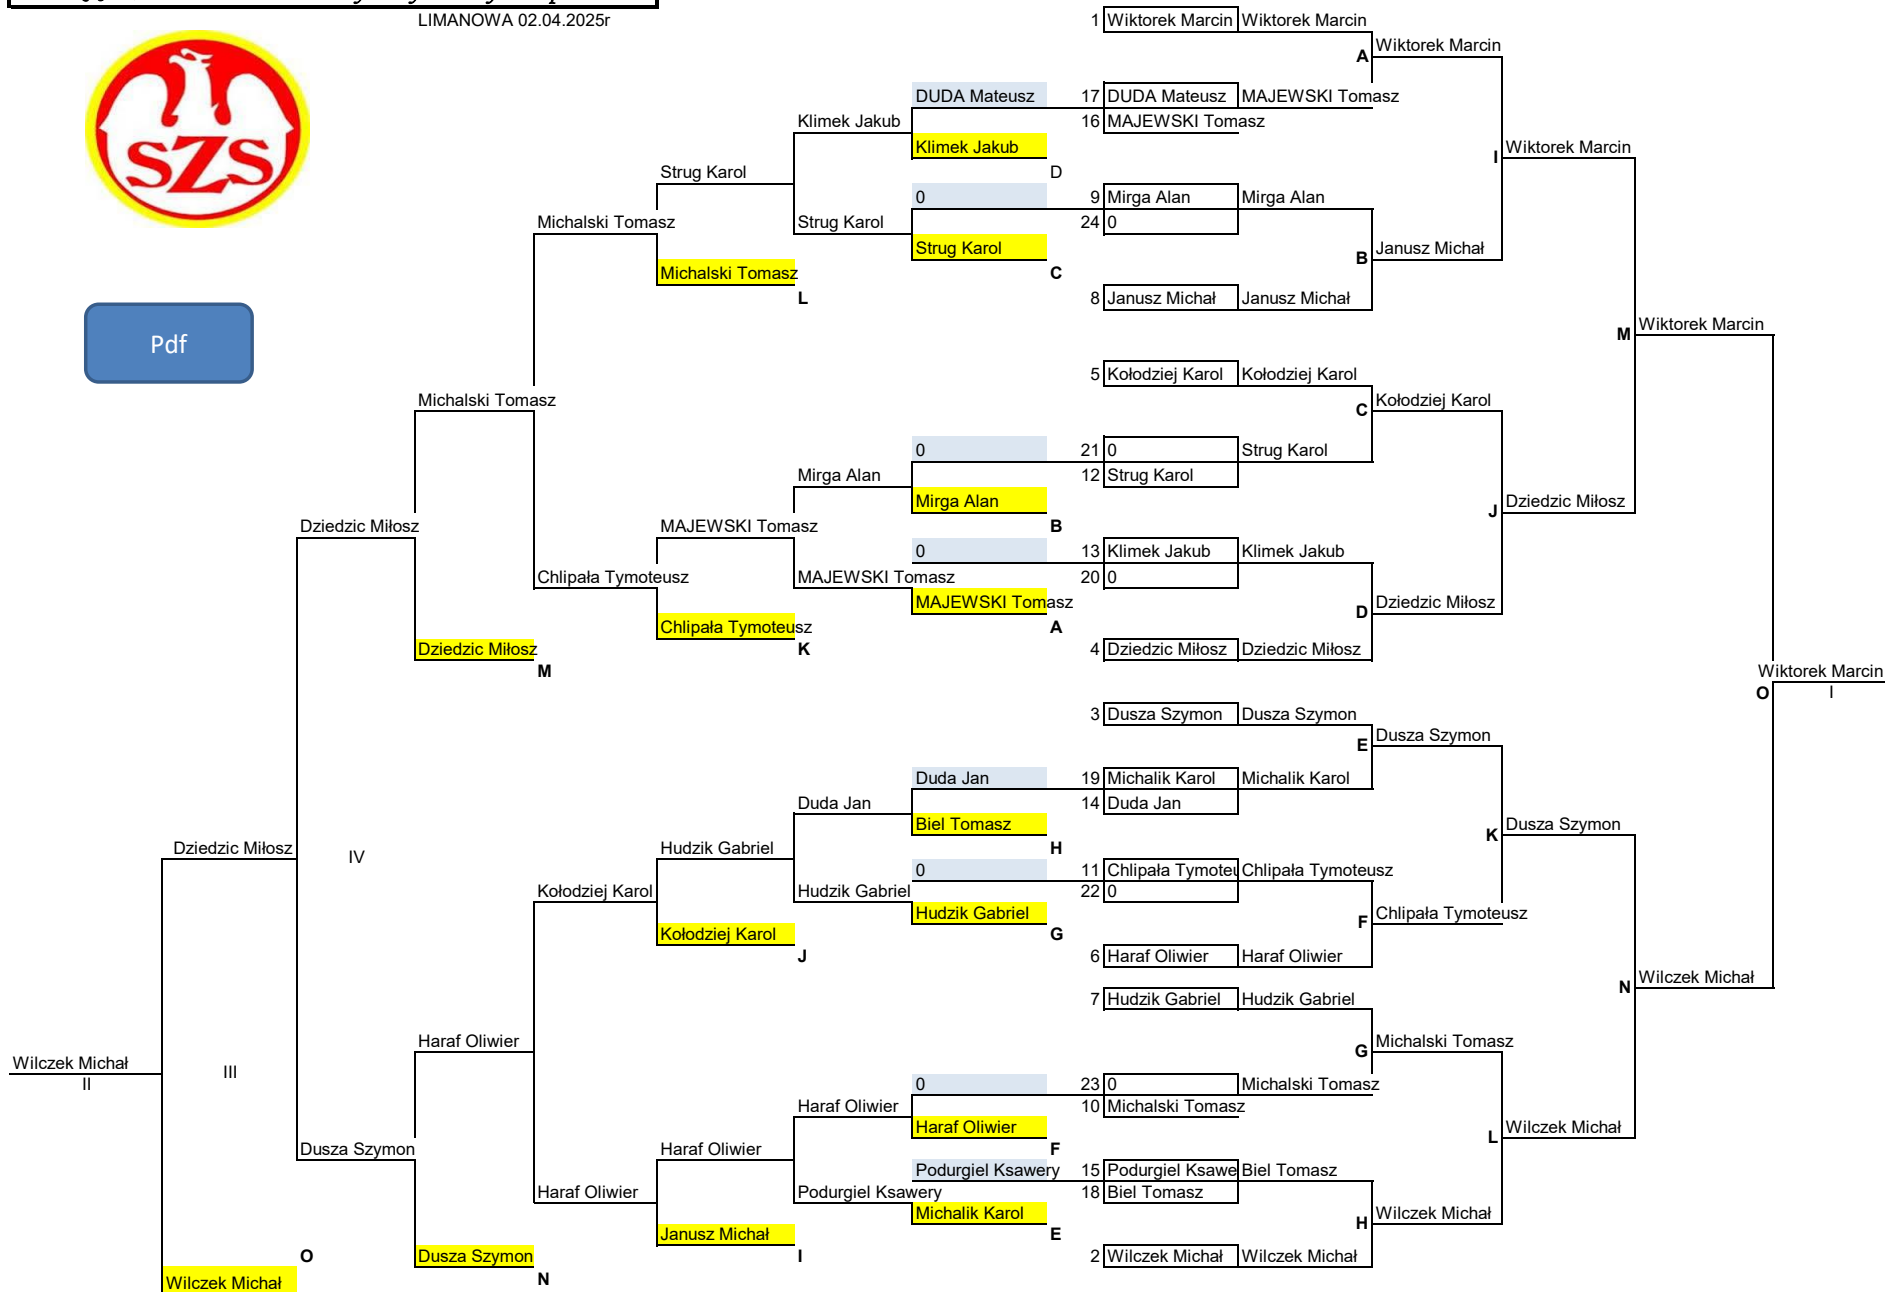 LIMANOWA 02.04.2025r
SZS
Pdf
1 Wiktorek Marcin Wiktorek Marcin
A Wiktorek Marcin
DUDA Mateusz 17 DUDA Mateusz MAJEWSKI Tomasz
Klimek Jakub 16 MAJEWSKI Tomasz
Klimek Jakub I Wiktorek Marcin
Strug Karol D
0 9 Mirga Alan Mirga Alan
Michalski Tomasz Strug Karol 24 0
Strug Karol B Janusz Michał
Michalski Tomasz C
L 8 Janusz Michał Janusz Michał
M Wiktorek Marcin
5 Kołodziej Karol Kołodziej Karol
Michalski Tomasz C Kołodziej Karol
0 21 0 Strug Karol
Mirga Alan 12 Strug Karol
Mirga Alan J Dziedzic Miłosz
Dziedzic Miłosz MAJEWSKI Tomasz B
0 13 Klimek Jakub Klimek Jakub
Chlipała Tymoteusz MAJEWSKI Tomasz 20 0
MAJEWSKI Tomasz D Dziedzic Miłosz
Chlipała Tymoteusz A
Dziedzic Miłosz K 4 Dziedzic Miłosz Dziedzic Miłosz
M Wiktorek Marcin
O I
3 Dusza Szymon Dusza Szymon
E Dusza Szymon
Duda Jan 19 Michalik Karol Michalik Karol
Duda Jan 14 Duda Jan
Biel Tomasz K Dusza Szymon
Dziedzic Miłosz IV Hudzik Gabriel H
0 11 Chlipała Tymoteu Chlipała Tymoteusz
Kołodziej Karol Hudzik Gabriel 22 0
Hudzik Gabriel F Chlipała Tymoteusz
Kołodziej Karol G
J 6 Haraf Oliwier Haraf Oliwier
N Wilczek Michał
7 Hudzik Gabriel Hudzik Gabriel
Haraf Oliwier G Michalski Tomasz
Wilczek Michał III
II 0 23 0 Michalski Tomasz
Haraf Oliwier 10 Michalski Tomasz
Haraf Oliwier L Wilczek Michał
Dusza Szymon Haraf Oliwier F
Podurgiel Ksawery 15 Podurgiel Ksawe Biel Tomasz
Haraf Oliwier Podurgiel Ksawery 18 Biel Tomasz
Michalik Karol H Wilczek Michał
Janusz Michał E
O Dusza Szymon I 2 Wilczek Michał Wilczek Michał
Wilczek Michał N